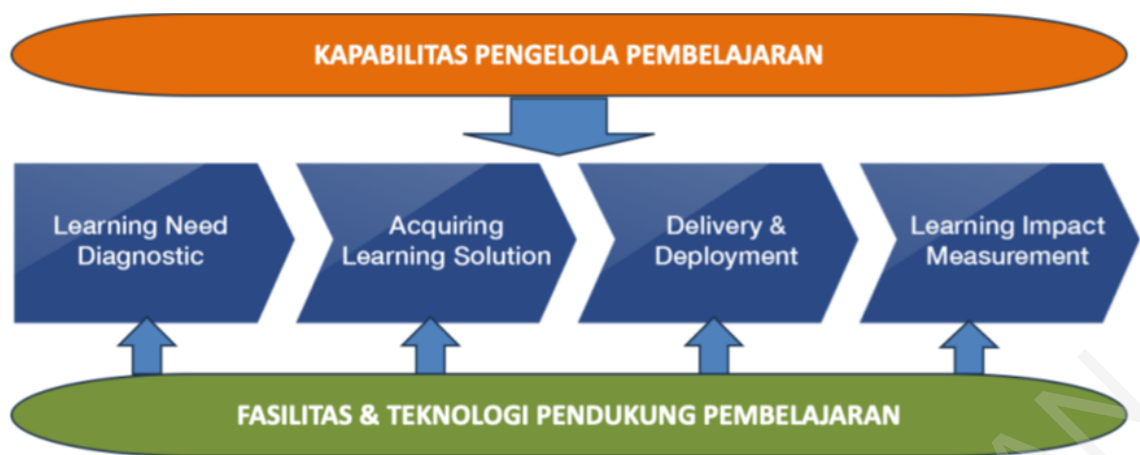 KAPABILITAS PENGELOLA PEMBELAJARAN
Learning Need
Diagnostic
Acquiring
Learning Solution
Delivery &
Deployment
Learning Impact
Measurement
FASILITAS & TEKNOLOGI PENDUKUNG PEMBELAJARAN